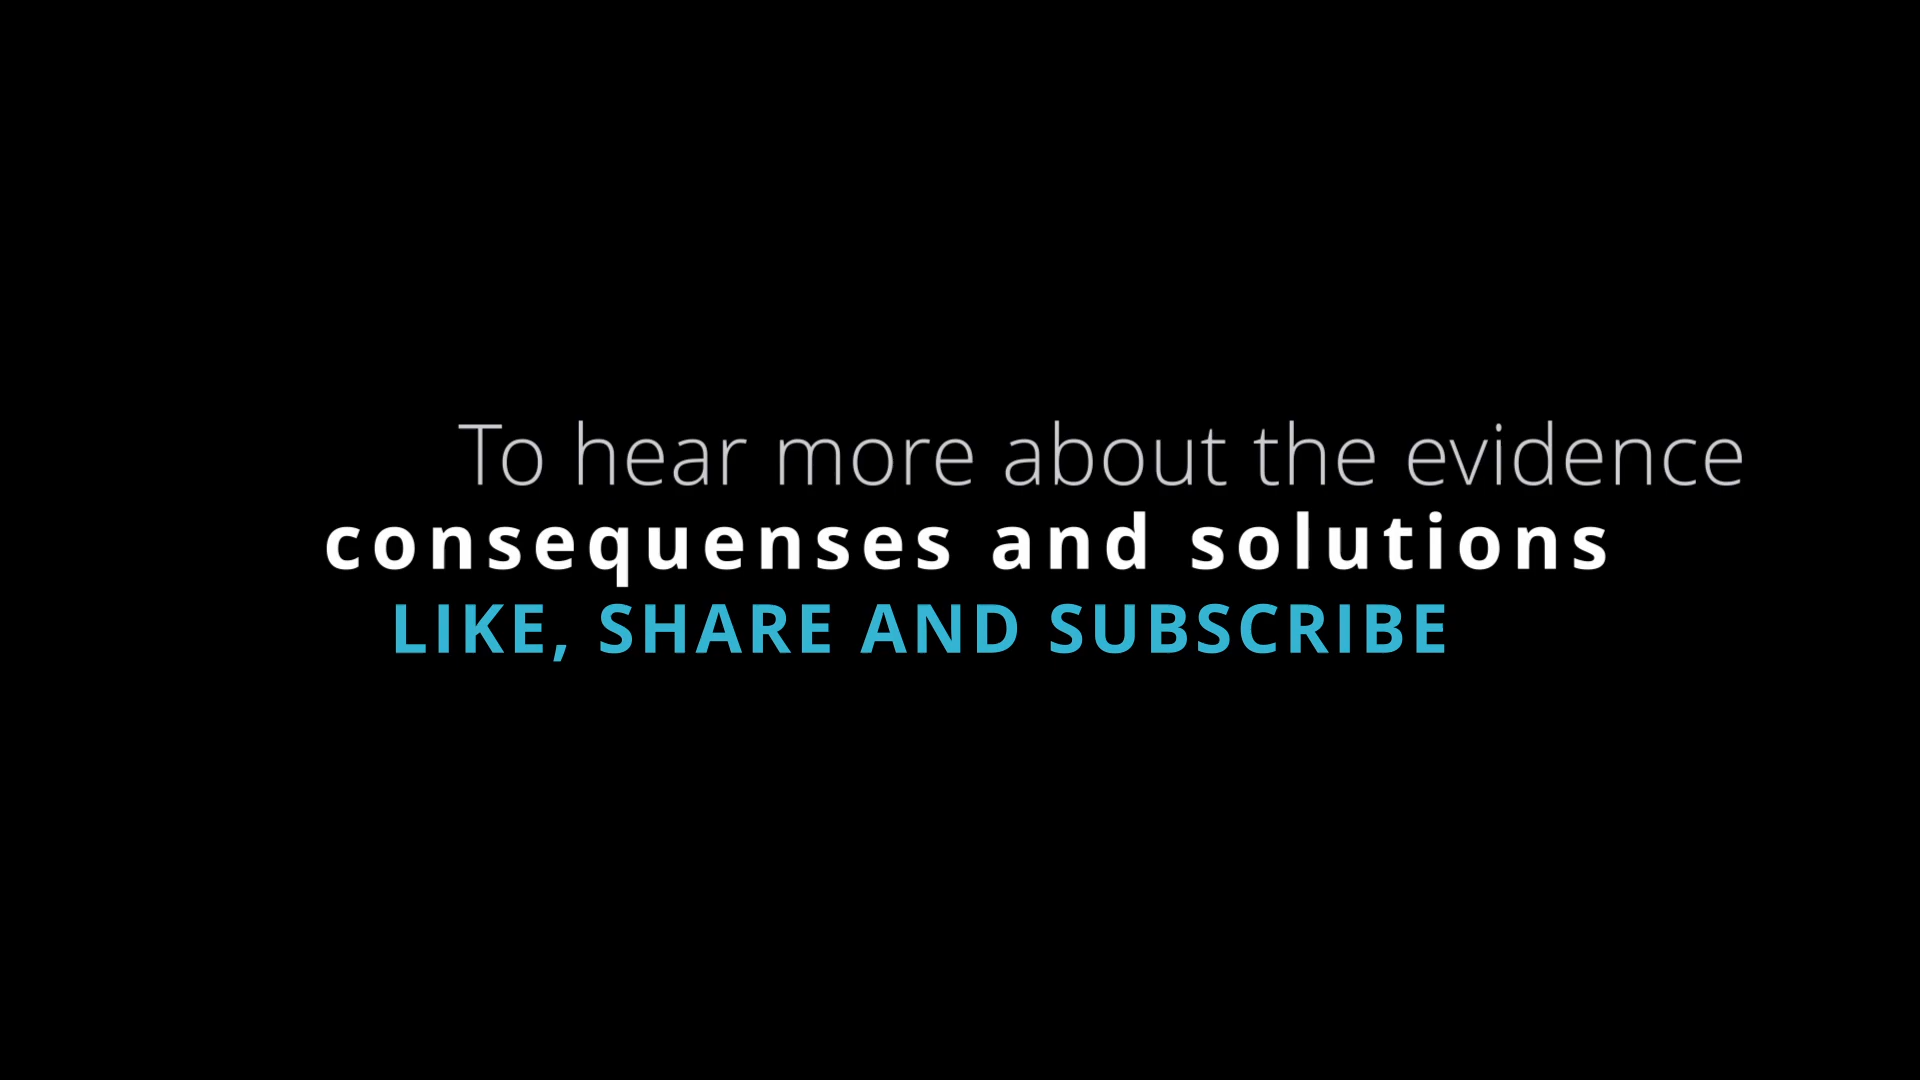 To hear more about the evidence
consequenses and solutions
LIKE, SHARE AND SUBSCRIBE